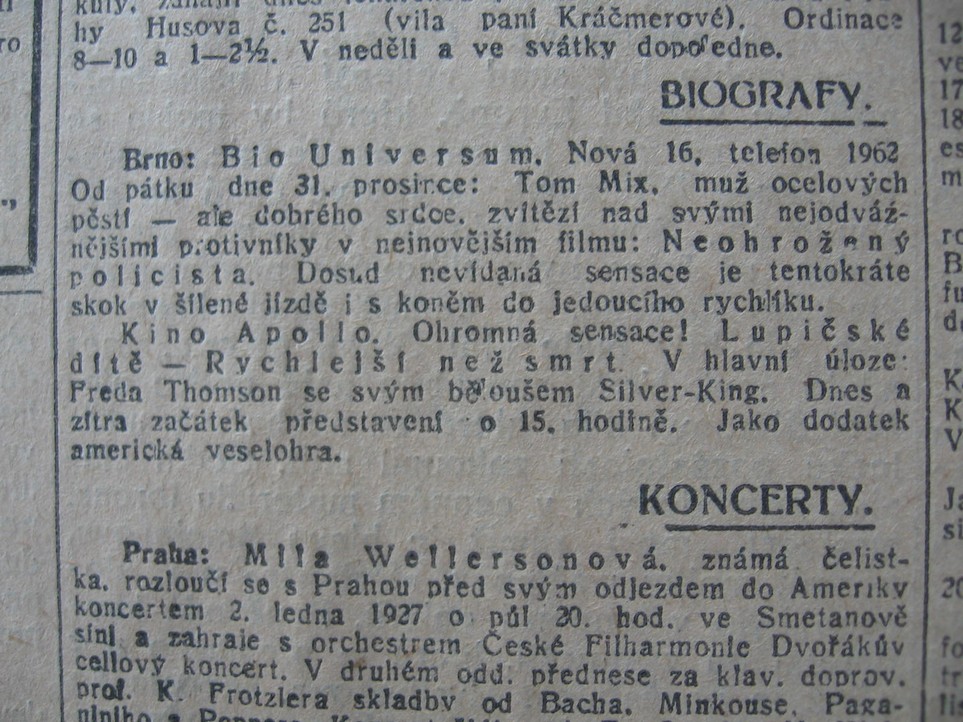 hy Husova č. 251 (vila paní Kráčmerové). Ordinace
8—10 a 1—2½. V neděli a ve svátky dopoledne.
BIOGRAFY.
Brno: Bio Universum, Nová 16, telefon 1962
Od pátku dne 31. prosince: Tom Mix, muž ocelových
pěstí — ale dobrého srdce, zvítězí nad svými nejodváž-
nějšími protivníky v nejnovějším filmu: Neohrožený
policista. Dosud nevídaná sensace je tentokráte
skok v šílené jízdě i s koněm do jedoucího rychlíku.
Kino Apollo. Ohromná sensace! Lupičské
dítě — Rychlejší než smrt. V hlavní úloze:
Freda Thomson se svým běloušem Silver-King. Dnes a
zítra začátek představení o 15. hodině. Jako dodatek
americká veselohra.
KONCERTY.
Praha: Mila Wellersonová, známá čelist-
ka, rozloučí se s Prahou před svým odjezdem do Ameriky
koncertem 2. ledna 1927 o půl 20. hod. ve Smetanově
síni a zahraje s orchestrem České Filharmonie Dvořákův
cellový koncert. V druhém odd. přednese za klav. doprov.
prof. K. Protzlera skladby od Bacha, Minkouse, Paga-